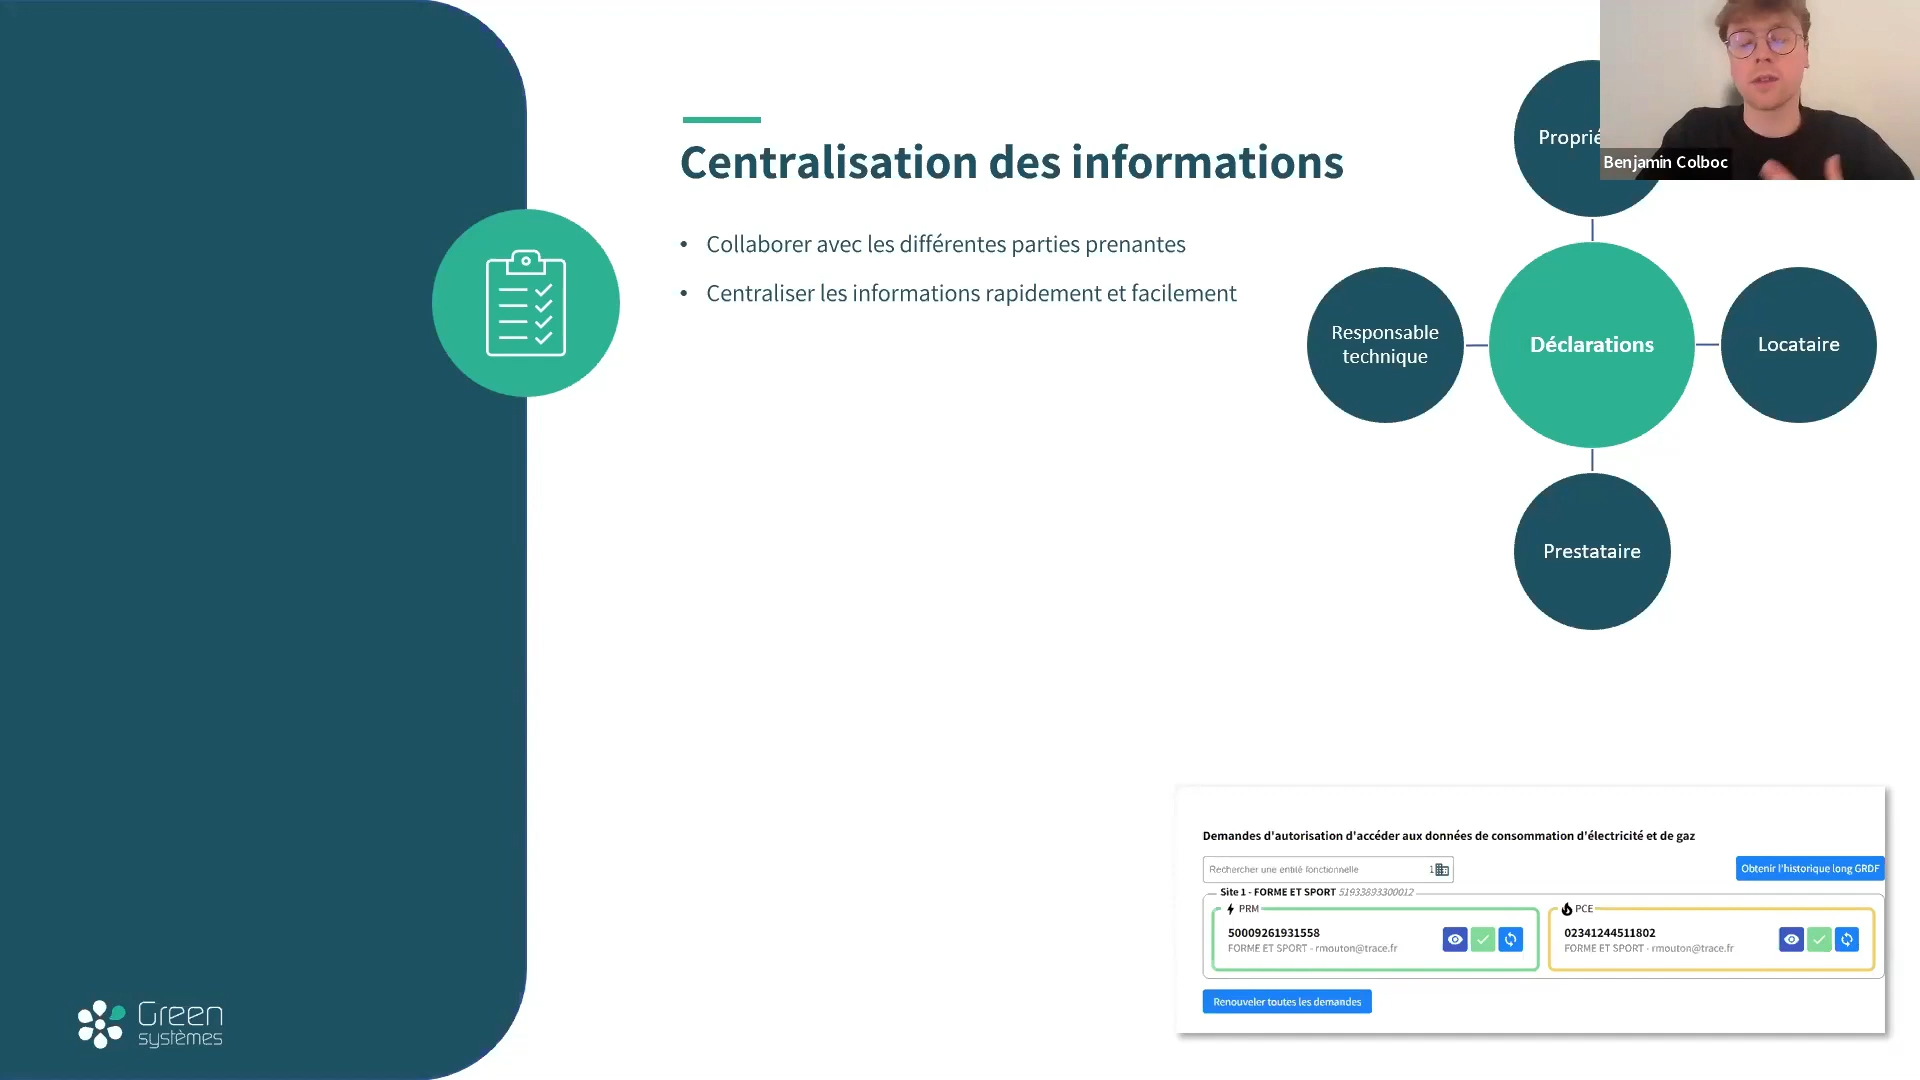 Centralisation des informations
• Collaborer avec les différentes parties prenantes
• Centraliser les informations rapidement et facilement
Benjamin Colboc
Responsable
technique
Déclarations
Locataire
Prestataire
Demandes d'autorisation d'accéder aux données de consommation d'électricité et de gaz
Rechercher une entité fonctionnelle
1
Obtenir l'historique long GRDF
Site 1 - FORME ET SPORT 51933893300012
PRM
50009261931558
FORME ET SPORT - rmouton@trace.fr
PCE
02341244511802
FORME ET SPORT - rmouton@trace.fr
Renouveler toutes les demandes
Green
systèmes